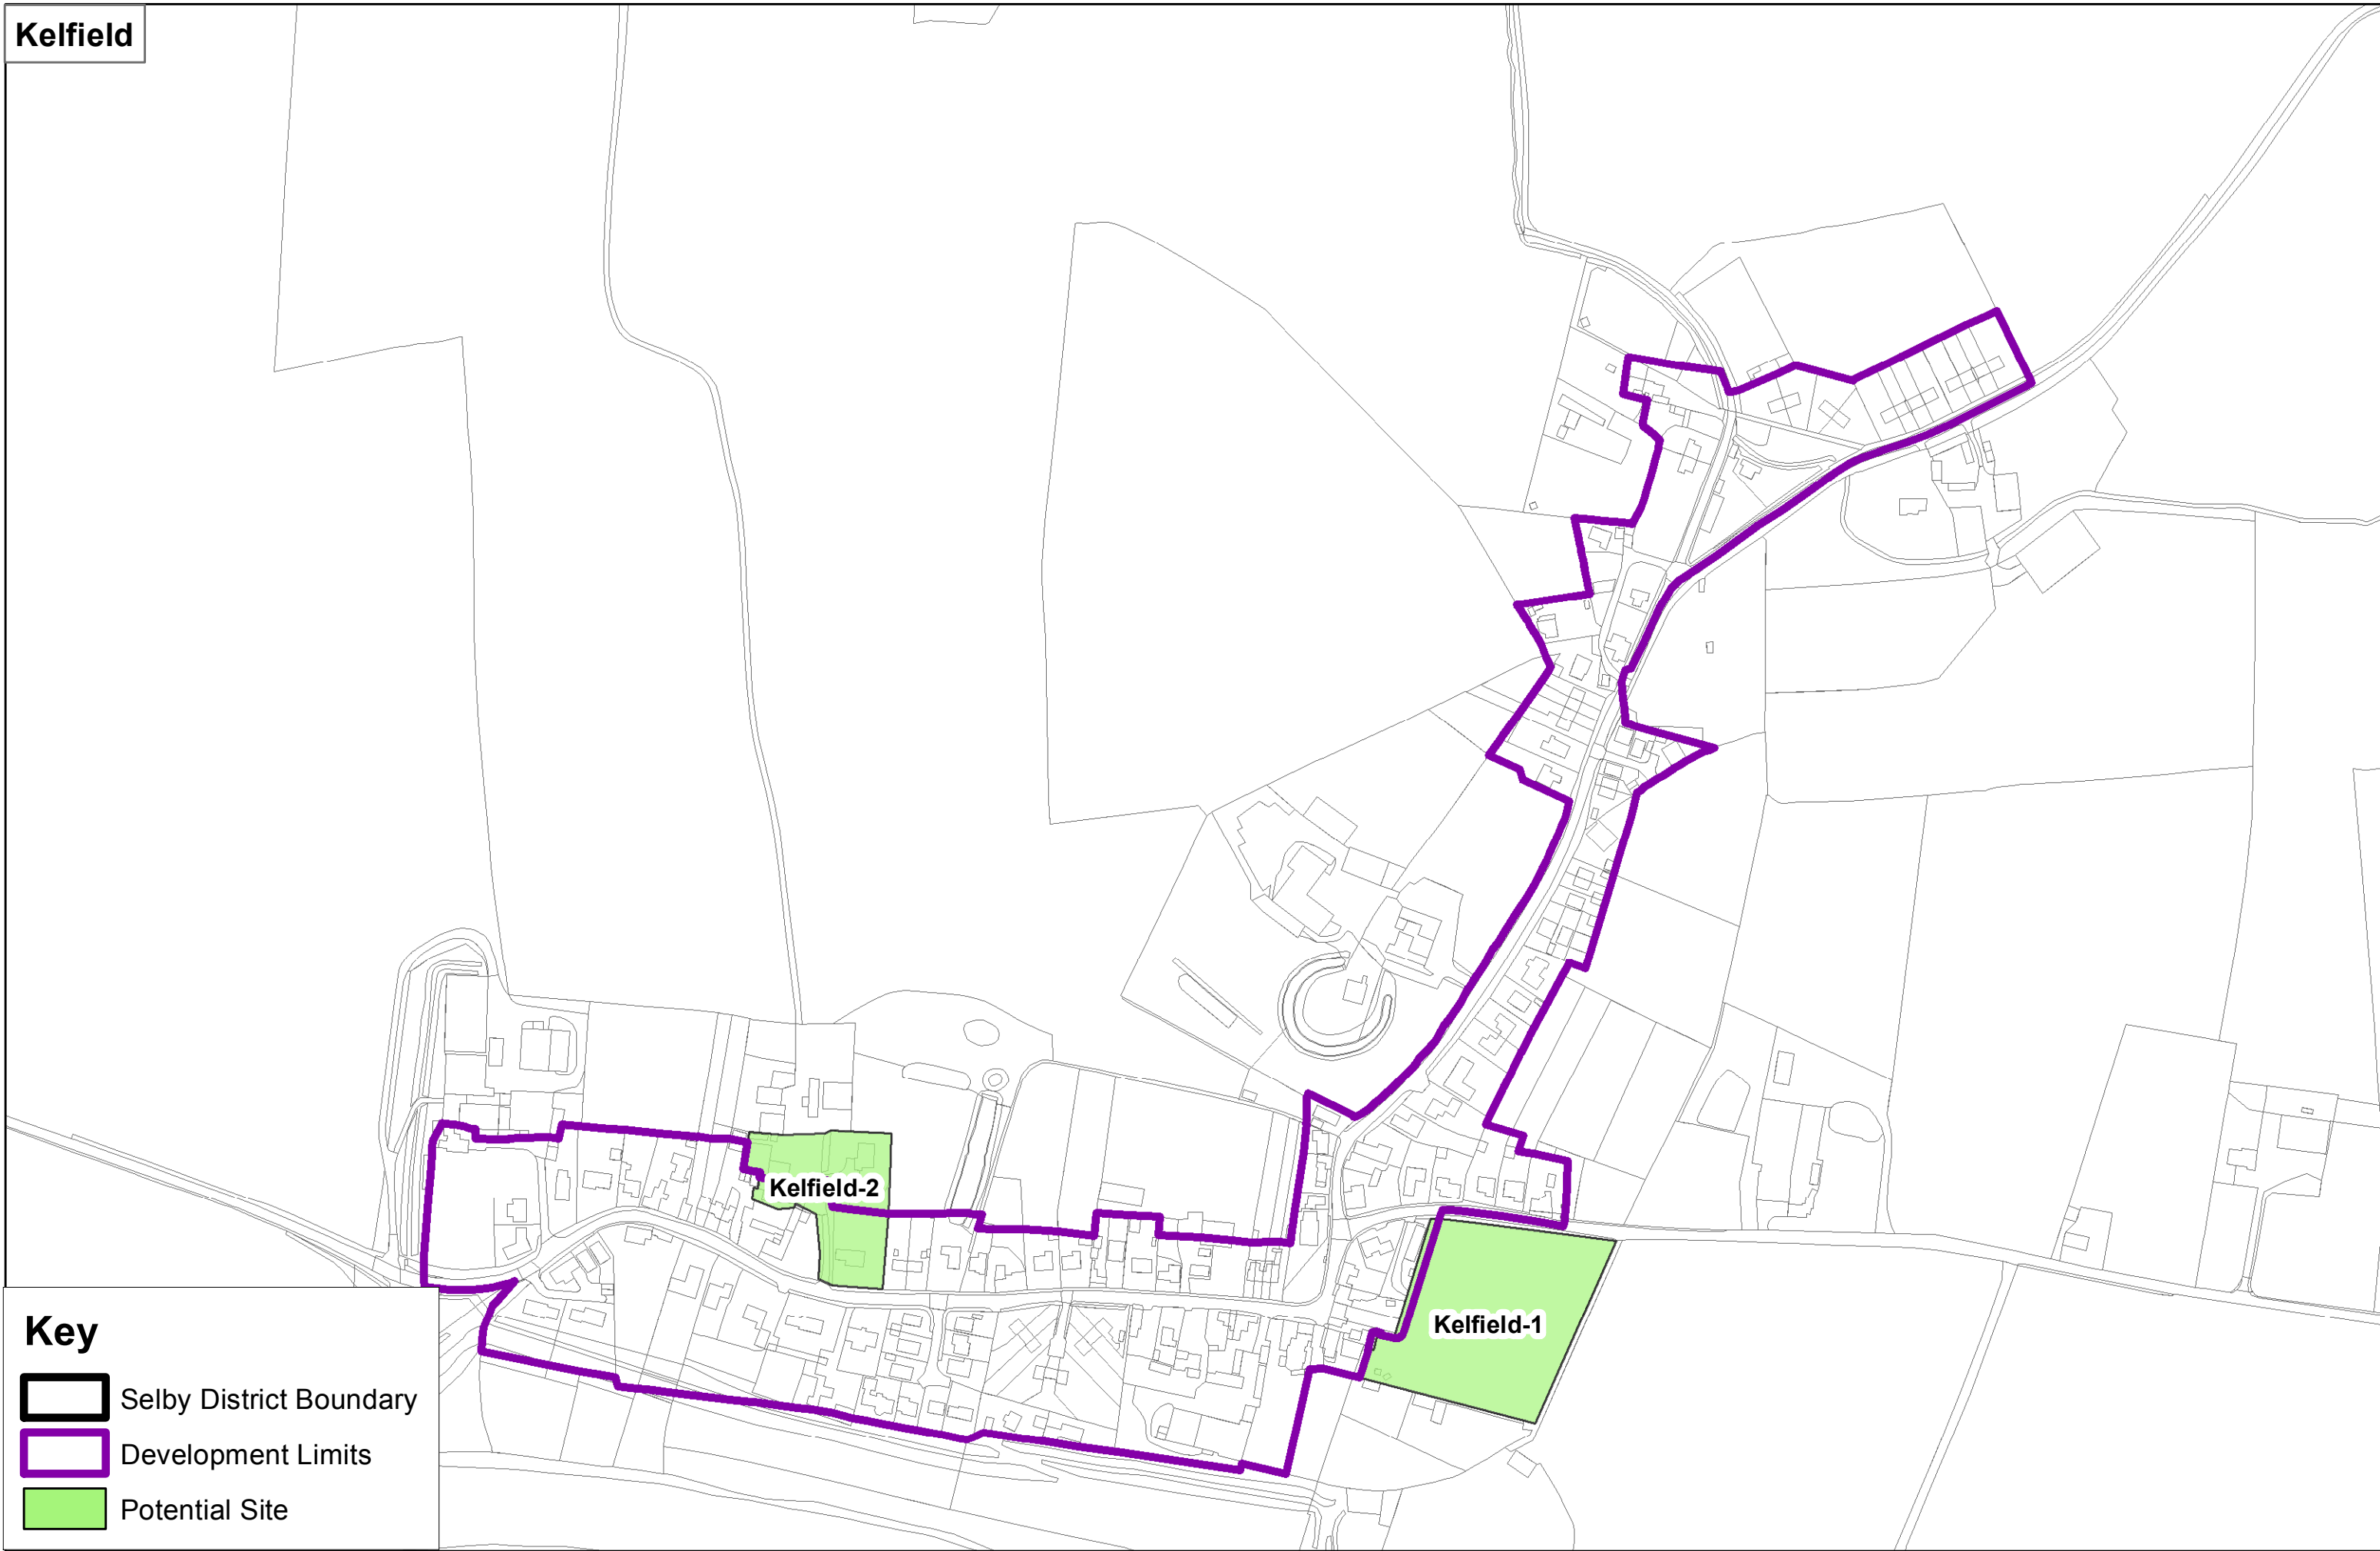 Kelfield
Kelfield-2
Kelfield-1
Key
Selby District Boundary
Development Limits
Potential Site